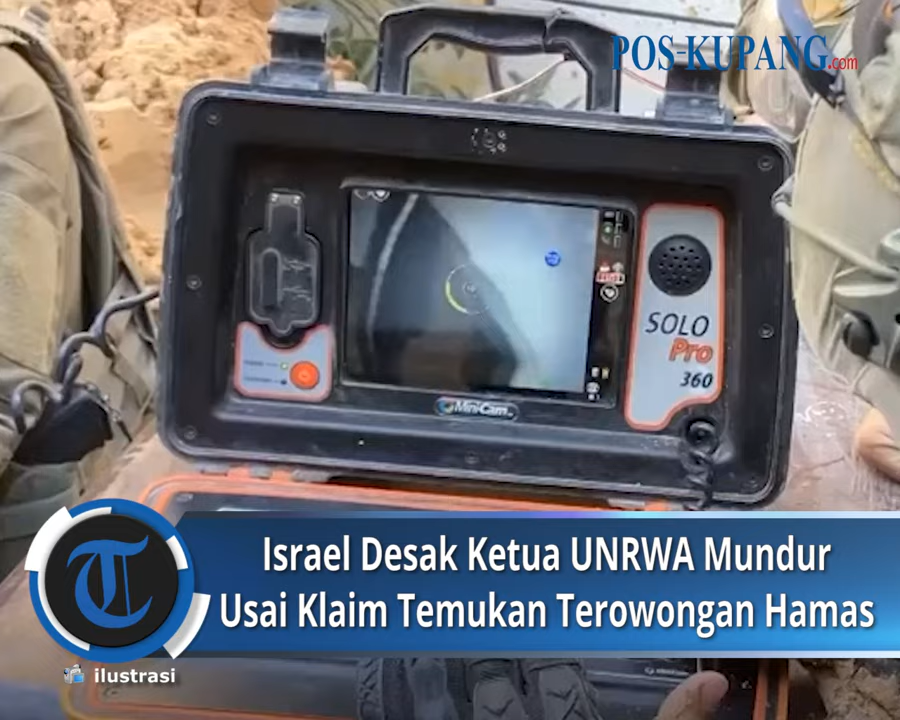 POS-KUPANG.com
SOLO
Pro
360
MiniCam
Israel Desak Ketua UNRWA Mundur
Usai Klaim Temukan Terowongan Hamas
T
ilustrasi